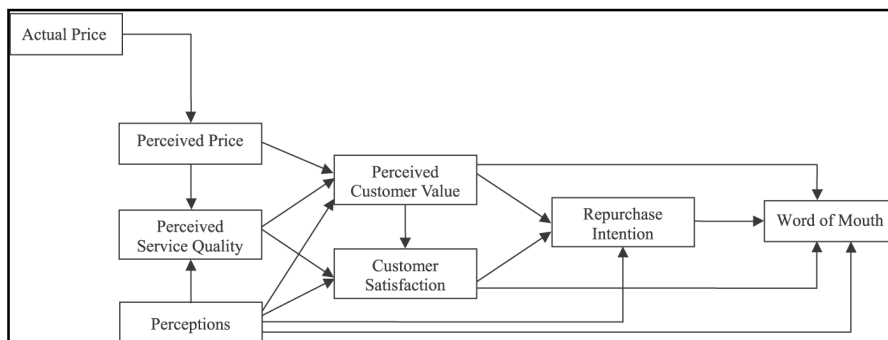 Actual Price
Perceived Price
Perceived
Customer Value
Perceived
Service Quality
Repurchase
Intention
Word of Mouth
Customer
Satisfaction
Perceptions